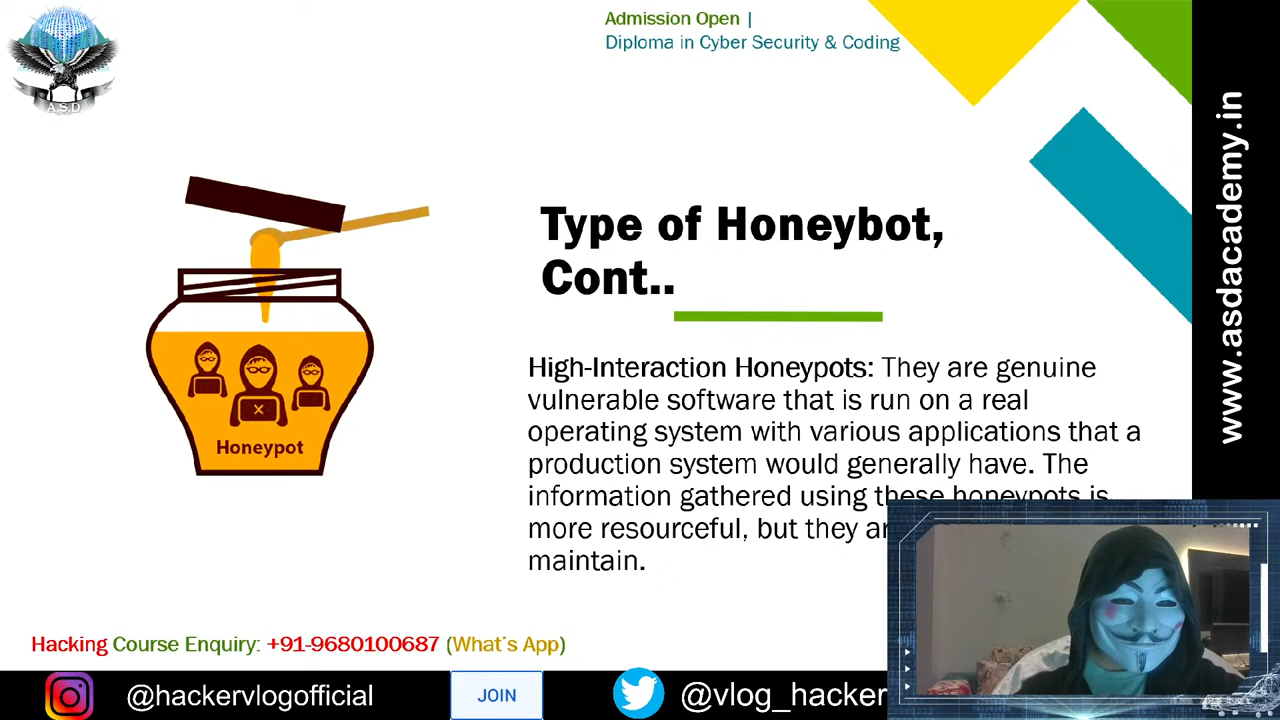 Admission Open |
Diploma in Cyber Security & Coding
A.S.D
www.asdacademy.in
Type of Honeybot,
Cont..
Honeypot
High-Interaction Honeypots: They are genuine
vulnerable software that is run on a real
operating system with various applications that a
production system would generally have. The
information gathered using these honeypots is
more resourceful, but they
maintain.
Hacking Course Enquiry: +91-9680100687 (What's App)
@hackervlogofficial
JOIN
@vlog_hacker